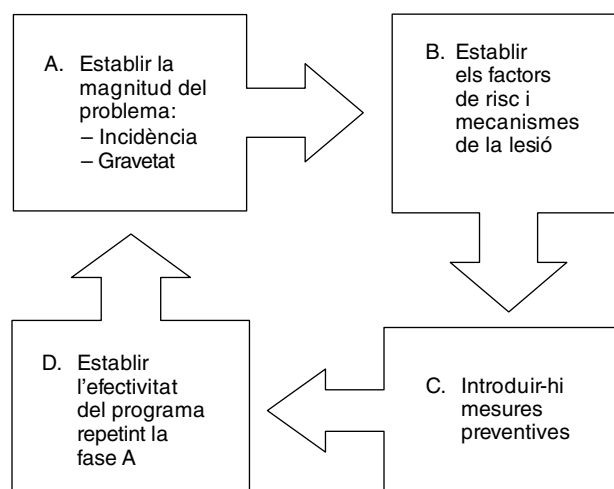 A. Establir la
magnitud del
problema:
– Incidència
– Gravetat
B. Establir
els factors
de risc i
mecanismes
de la lesió
C. Introduir-hi
mesures
preventives
D. Establir
l’efectivitat
del programa
repetint la
fase A